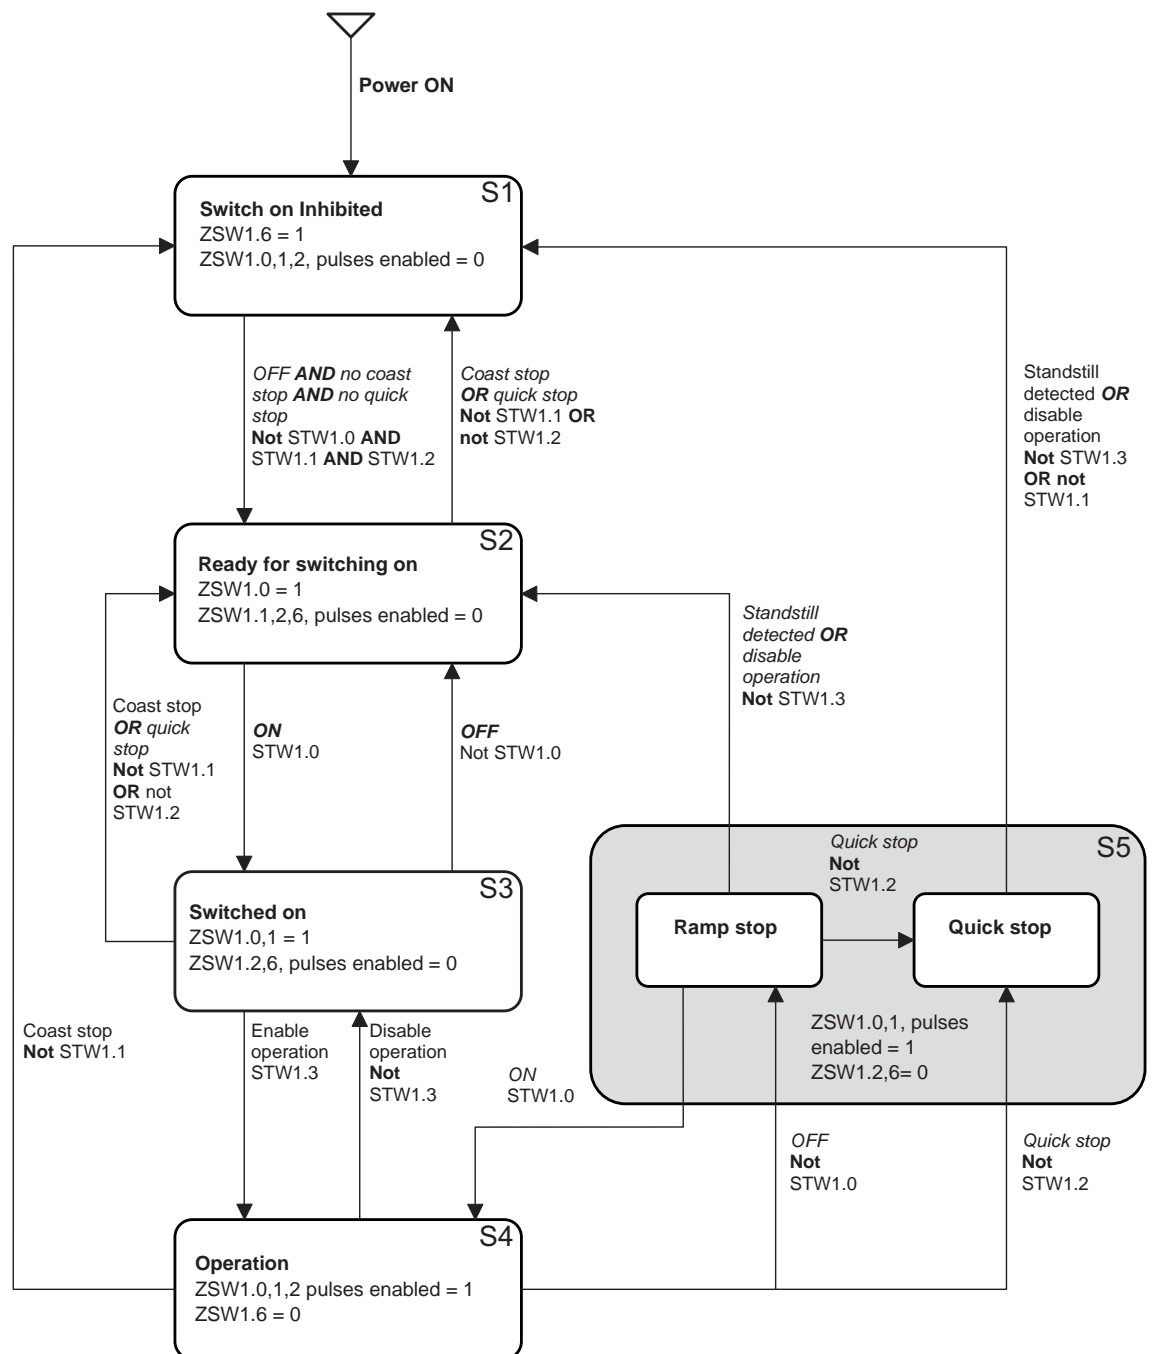 Power ON
S1
Switch on Inhibited
ZSW1.6 = 1
ZSW1.0,1,2, pulses enabled = 0
OFF AND no coast
stop AND no quick
stop
Not STW1.0 AND
STW1.1 AND STW1.2
Coast stop
OR quick stop
Not STW1.1 OR
not STW1.2
Standstill
detected OR
disable
operation
Not STW1.3
OR not
STW1.1
S2
Ready for switching on
ZSW1.0 = 1
ZSW1.1,2,6, pulses enabled = 0
Standstill
detected OR
disable
operation
Not STW1.3
Coast stop
OR quick
stop
Not STW1.1
OR not
STW1.2
ON
STW1.0
OFF
Not STW1.0
S3
Switched on
ZSW1.0,1 = 1
ZSW1.2,6, pulses enabled = 0
S5
Quick stop
Not
STW1.2
Ramp stop
Quick stop
ZSW1.0,1, pulses
enabled = 1
ZSW1.2,6= 0
Coast stop
Not STW1.1
Enable
operation
STW1.3
Disable
operation
Not
STW1.3
ON
STW1.0
OFF
Not
STW1.0
Quick stop
Not
STW1.2
S4
Operation
ZSW1.0,1,2 pulses enabled = 1
ZSW1.6 = 0